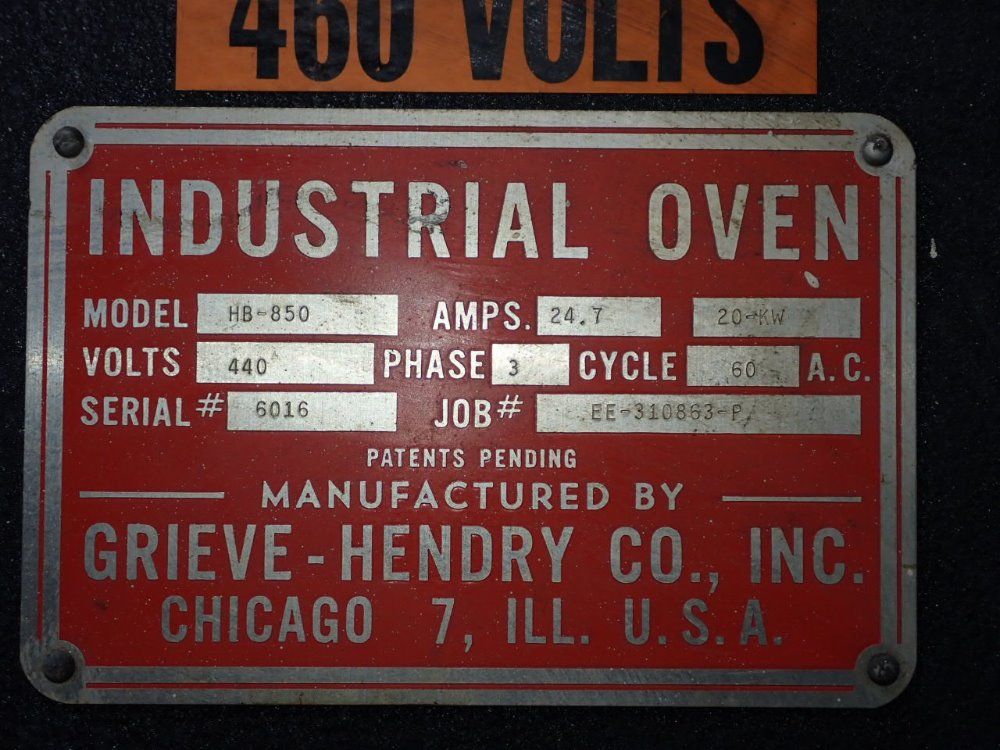 460 VOLTS
INDUSTRIAL OVEN
MODEL HB-850 AMPS. 24.7 20-KW
VOLTS 440 PHASE 3 CYCLE 60 A.C.
SERIAL# 6016 JOB# EE-310863-P
PATENTS PENDING
MANUFACTURED BY
GRIEVE-HENDRY CO., INC.
CHICAGO 7, ILL. U.S.A.